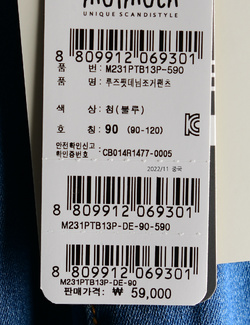 UNIQUE SCANDISTYLE
8 809912 069301
품 번 : M231PTB13P-590
품 명 : 루즈핏데님조거팬츠
색 상 : 청(블루)
호 칭 : 90 (90-120)
안전확인신고
확인증번호 : CB014R1477-0005
2022/11 중국
8 809912 069301
M231PTB13P-DE-90-590
8 809912 069301
M231PTB13P-DE-90
판매가격 : ₩ 59,000